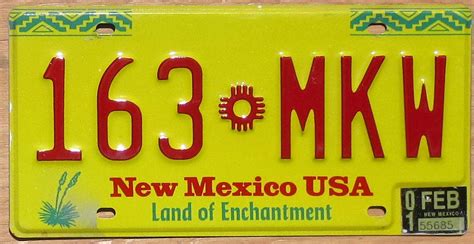 163 MKW
New Mexico USA
Land of Enchantment
01 FEB
NEW MEXICO
55685